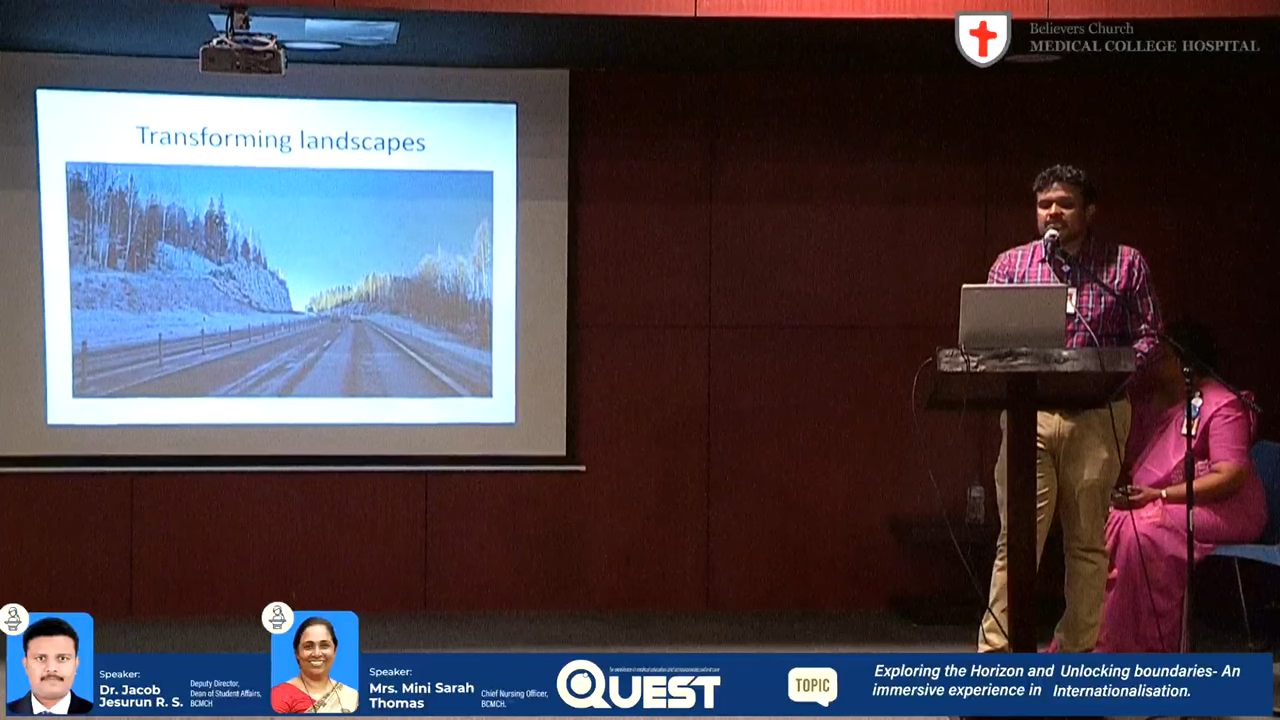 Believers Church
MEDICAL COLLEGE HOSPITAL
Transforming landscapes
Speaker:
Dr. Jacob
Jesurun R. S.
Deputy Director,
Dean of Student Affairs,
BCMCH
Speaker:
Mrs. Mini Sarah
Thomas
Chief Nursing Officer,
BCMCH.
QUEST
TOPIC
Exploring the Horizon and Unlocking boundaries- An
immersive experience in Internationalisation.